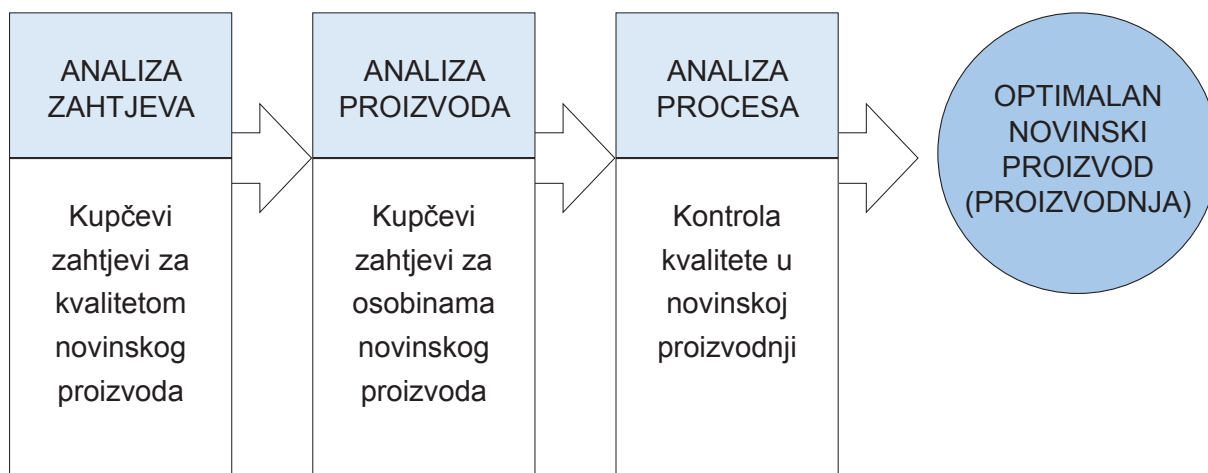 ANALIZA
ZAHTJEVA
Kupčevi
zahtjevi za
kvalitetom
novinskog
proizvoda
ANALIZA
PROIZVODA
Kupčevi
zahtjevi za
osobinama
novinskog
proizvoda
ANALIZA
PROCESA
Kontrola
kvalitete u
novinskoj
proizvodnji
OPTIMALAN
NOVINSKI
PROIZVOD
(PROIZVODNJA)